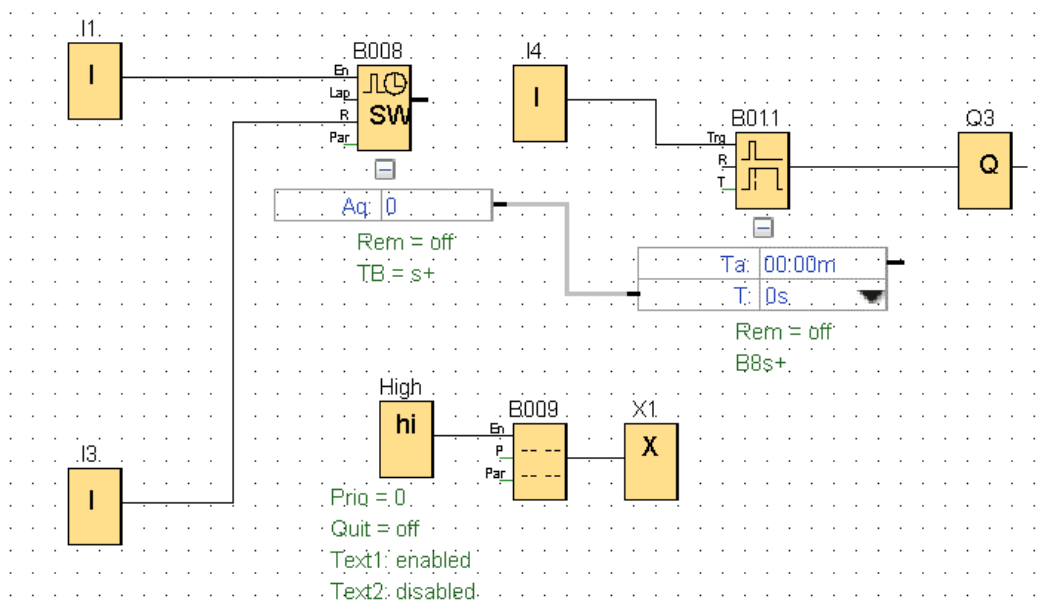 I1
I
B008
En
Lap
R
Par
SW
Aq: 0
Rem = off
TB = s+
I4
I
B011
Trg
R
T
Q3
Q
Ta: 00:00m
T: 0s
Rem = off
B8s+
High
hi
B009
En
P
Par
X1
X
I3
I
Prio = 0
Quit = off
Text1: enabled
Text2: disabled